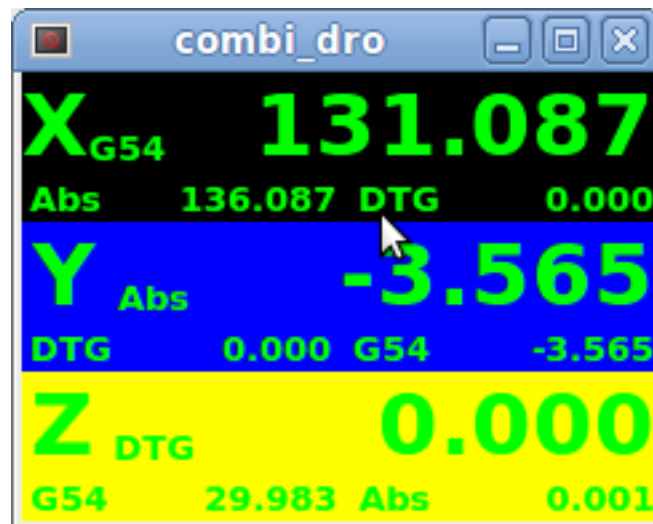 combi_dro
X G54 131.087
Abs 136.087 DTG 0.000
Y Abs -3.565
DTG 0.000 G54 -3.565
Z DTG 0.000
G54 29.983 Abs 0.001